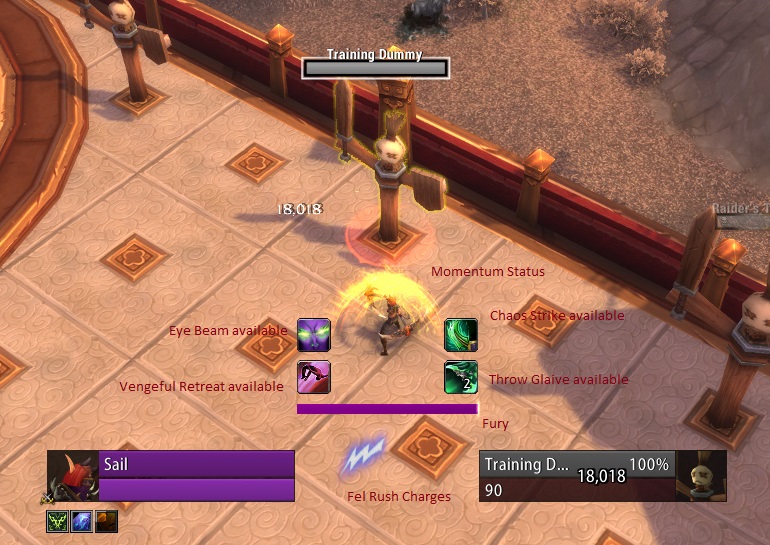 Training Dummy
18,018
Raider's T
Momentum Status
Eye Beam available
Chaos Strike available
Vengeful Retreat available
Throw Glaive available
2
Fury
Sail
Training D... 100%
18,018
90
Fel Rush Charges